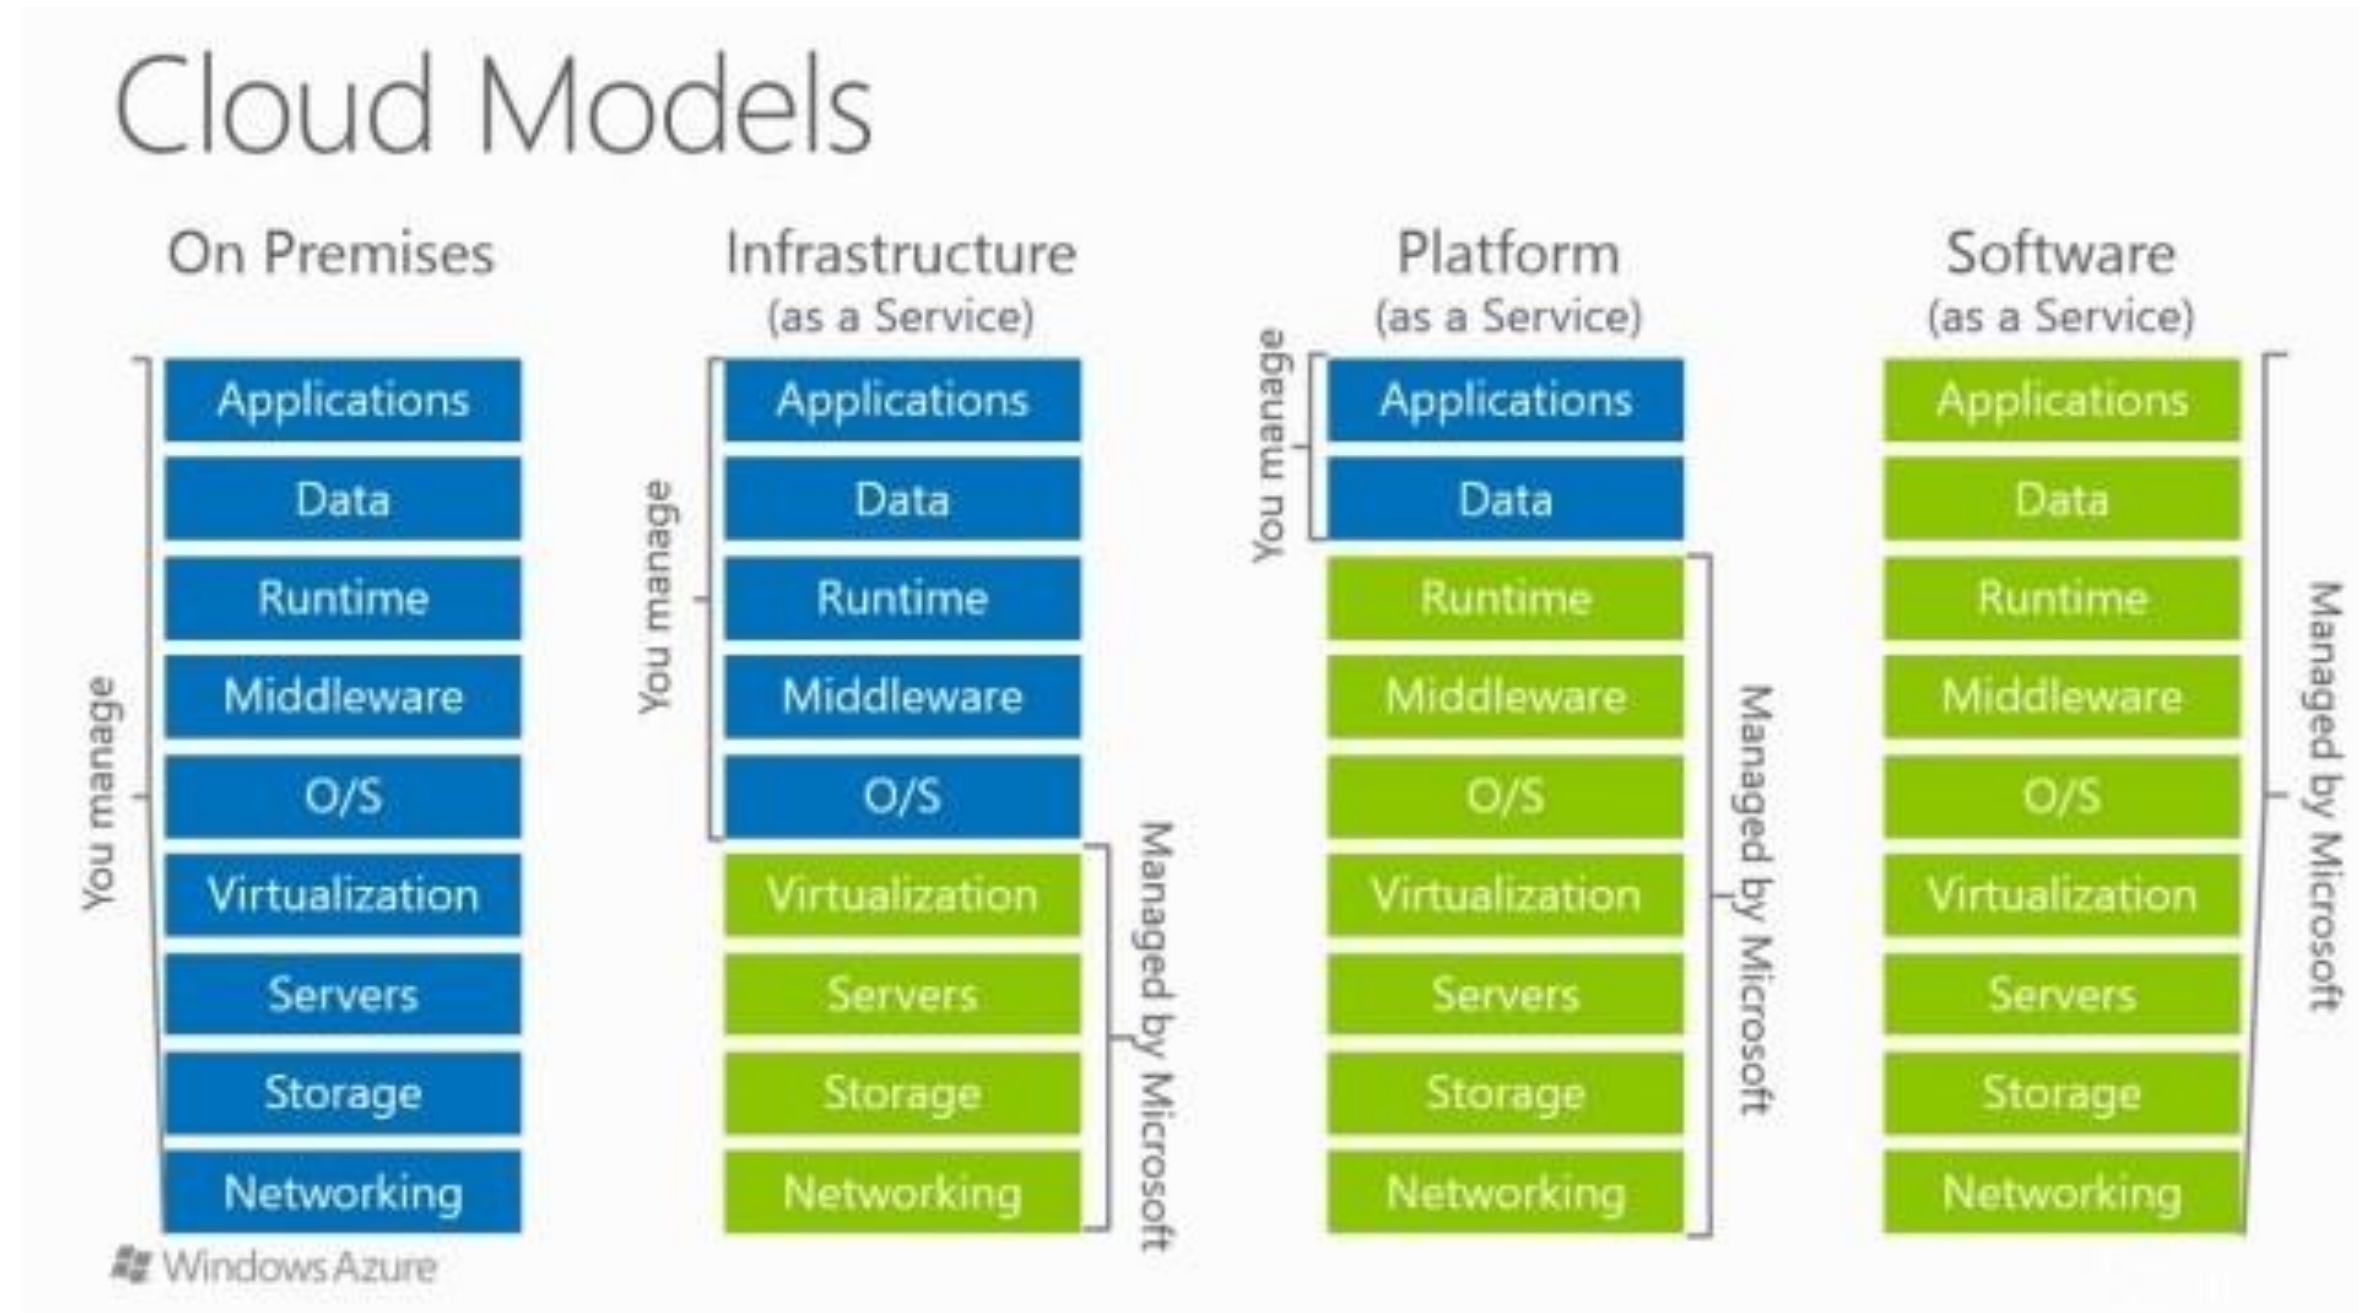 Cloud Models
On Premises
You manage
Applications
Data
Runtime
Middleware
O/S
Virtualization
Servers
Storage
Networking
Infrastructure
(as a Service)
You manage
Applications
Data
Runtime
Middleware
O/S
Virtualization
Servers
Storage
Networking
Managed by Microsoft
Platform
(as a Service)
You manage
Applications
Data
Runtime
Middleware
O/S
Virtualization
Servers
Storage
Networking
Managed by Microsoft
Software
(as a Service)
Applications
Data
Runtime
Middleware
O/S
Virtualization
Servers
Storage
Networking
Managed by Microsoft
Windows Azure